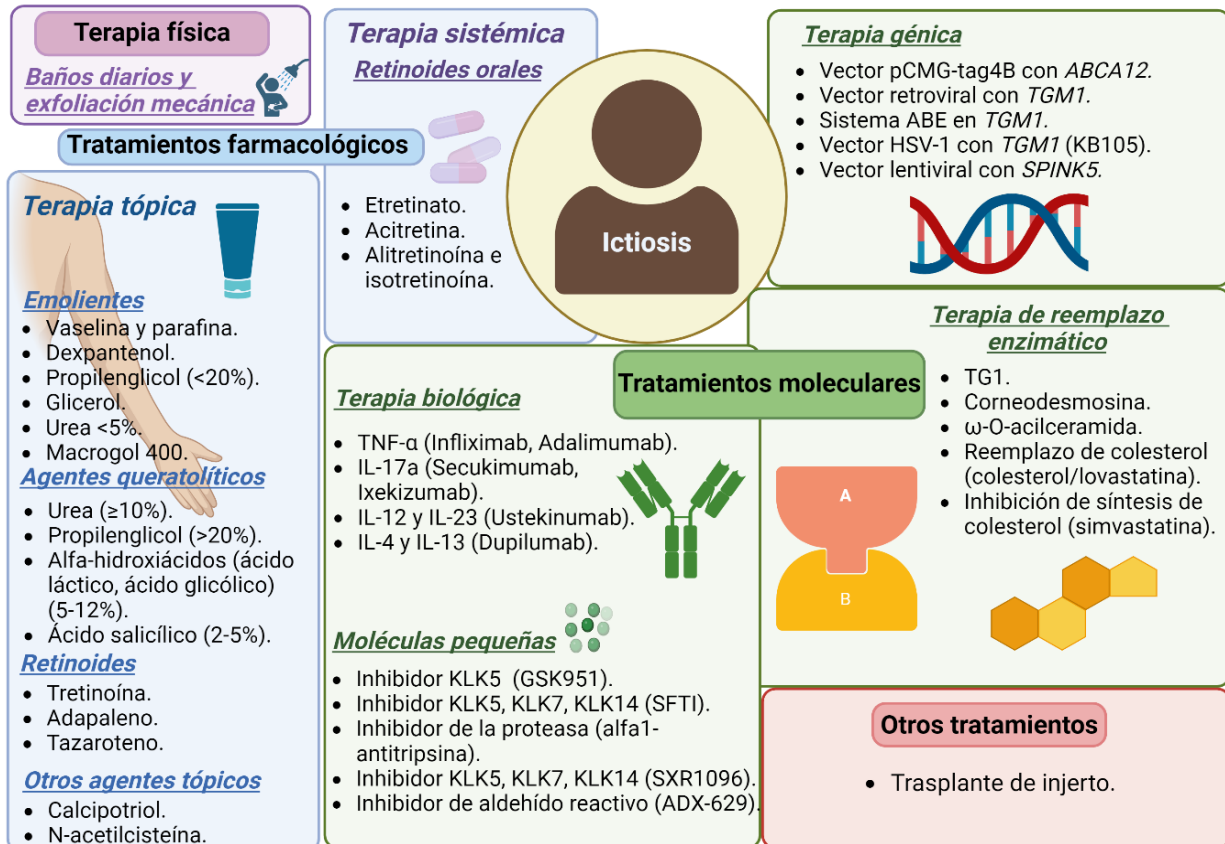 Terapia física
Baños diarios y
exfoliación mecánica
Tratamientos farmacológicos
Terapia tópica
Emolientes
• Vaselina y parafina.
• Dexpantenol.
• Propilenglicol (<20%).
• Glicerol.
• Urea <5%.
• Macrogol 400.
Agentes queratolíticos
• Urea (≥10%).
• Propilenglicol (>20%).
• Alfa-hidroxiácidos (ácido
láctico, ácido glicólico)
(5-12%).
• Ácido salicílico (2-5%).
Retinoides
• Tretinoína.
• Adapaleno.
• Tazaroteno.
Otros agentes tópicos
• Calcipotriol.
• N-acetilcisteína.
Terapia sistémica
Retinoides orales
• Etretinato.
• Acitretina.
• Alitretinoína e
isotretinoína.
Ictiosis
Terapia génica
• Vector pCMG-tag4B con ABCA12.
• Vector retroviral con TGM1.
• Sistema ABE en TGM1.
• Vector HSV-1 con TGM1 (KB105).
• Vector lentiviral con SPINK5.
Tratamientos moleculares
Terapia biológica
• TNF-α (Infliximab, Adalimumab).
• IL-17a (Secukimumab,
Ixekizumab).
• IL-12 y IL-23 (Ustekinumab).
• IL-4 y IL-13 (Dupilumab).
Moléculas pequeñas
• Inhibidor KLK5 (GSK951).
• Inhibidor KLK5, KLK7, KLK14 (SFTI).
• Inhibidor de la proteasa (alfa1-
antitripsina).
• Inhibidor KLK5, KLK7, KLK14 (SXR1096).
• Inhibidor de aldehído reactivo (ADX-629).
Terapia de reemplazo
enzimático
• TG1.
• Corneodesmosina.
• ω-O-acilceramida.
• Reemplazo de colesterol
(colesterol/lovastatina).
• Inhibición de síntesis de
colesterol (simvastatina).
A
B
Otros tratamientos
• Trasplante de injerto.